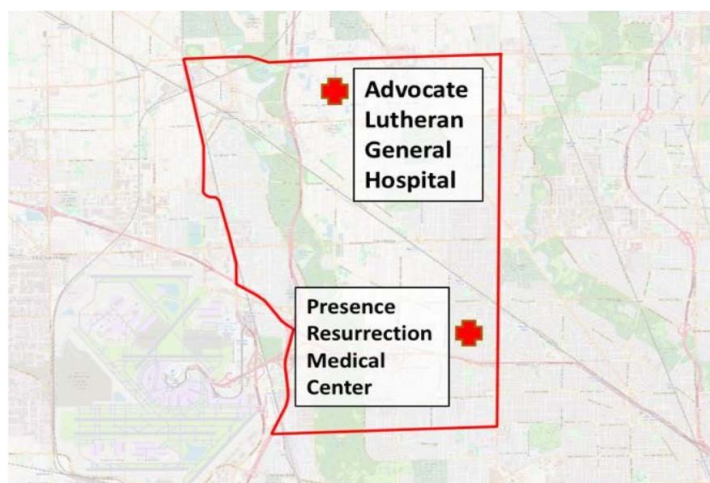 Advocate
Lutheran
General
Hospital
Presence
Resurrection
Medical
Center